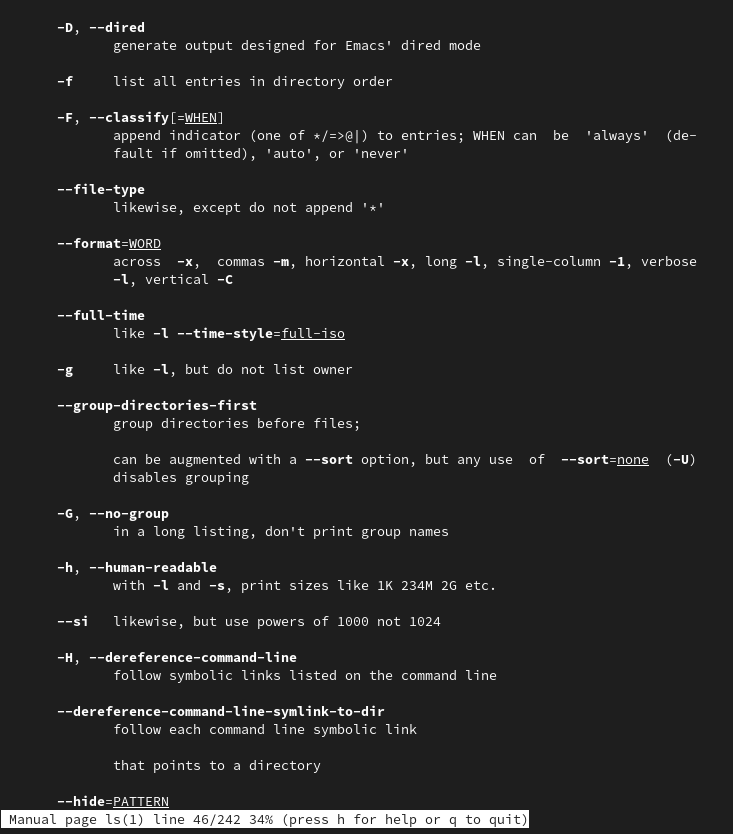 -D, --dired
generate output designed for Emacs' dired mode
-f     list all entries in directory order
-F, --classify[=WHEN]
append indicator (one of */=>@|) to entries; WHEN can  be  'always'  (de-
fault if omitted), 'auto', or 'never'
--file-type
likewise, except do not append '*'
--format=WORD
across  -x,  commas -m, horizontal -x, long -l, single-column -1, verbose
-l, vertical -C
--full-time
like -l --time-style=full-iso
-g     like -l, but do not list owner
--group-directories-first
group directories before files;
can be augmented with a --sort option, but any use  of  --sort=none  (-U)
disables grouping
-G, --no-group
in a long listing, don't print group names
-h, --human-readable
with -l and -s, print sizes like 1K 234M 2G etc.
--si   likewise, but use powers of 1000 not 1024
-H, --dereference-command-line
follow symbolic links listed on the command line
--dereference-command-line-symlink-to-dir
follow each command line symbolic link
that points to a directory
--hide=PATTERN
Manual page ls(1) line 46/242 34% (press h for help or q to quit)